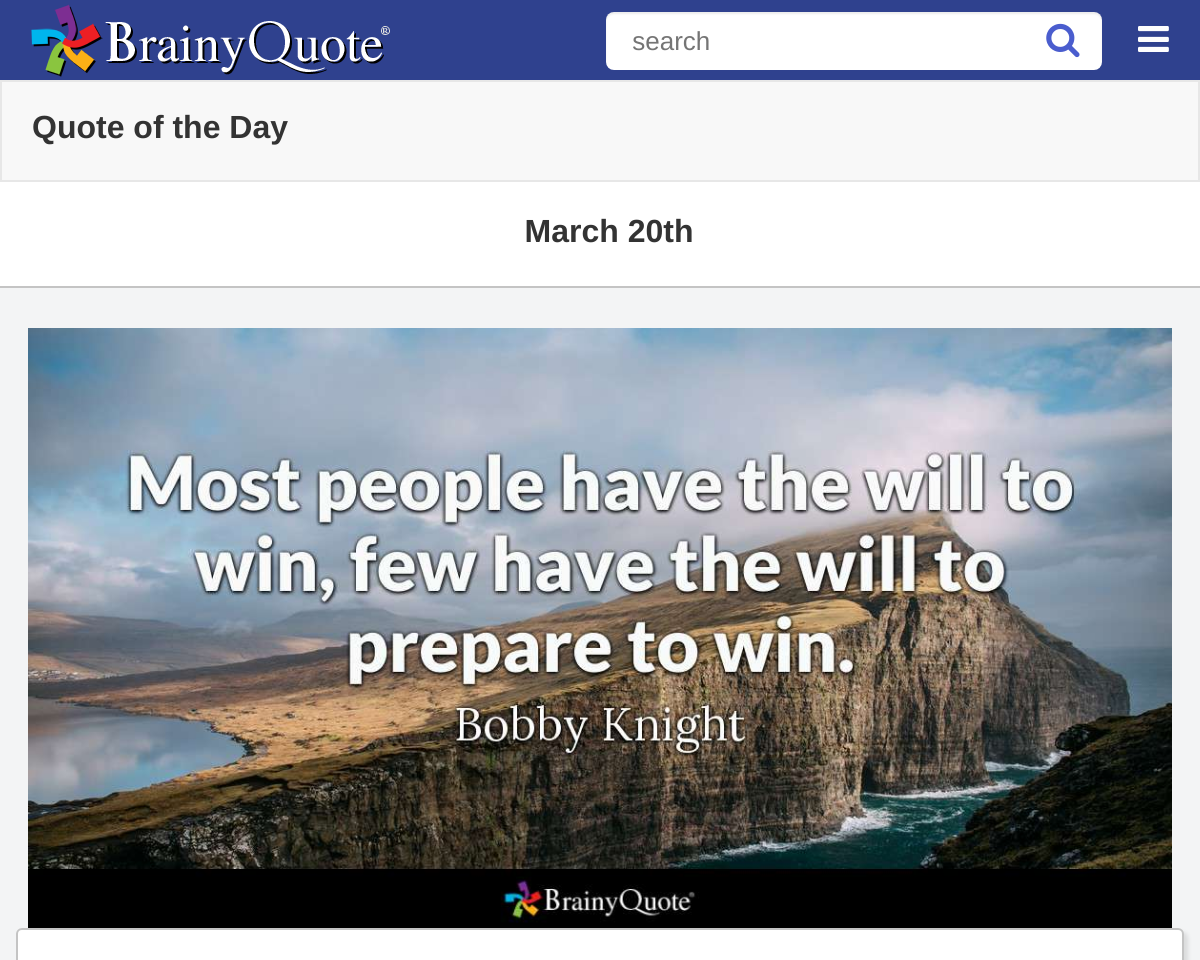 BrainyQuote®
search
Quote of the Day
March 20th
Most people have the will to
win, few have the will to
prepare to win.
Bobby Knight
BrainyQuote®